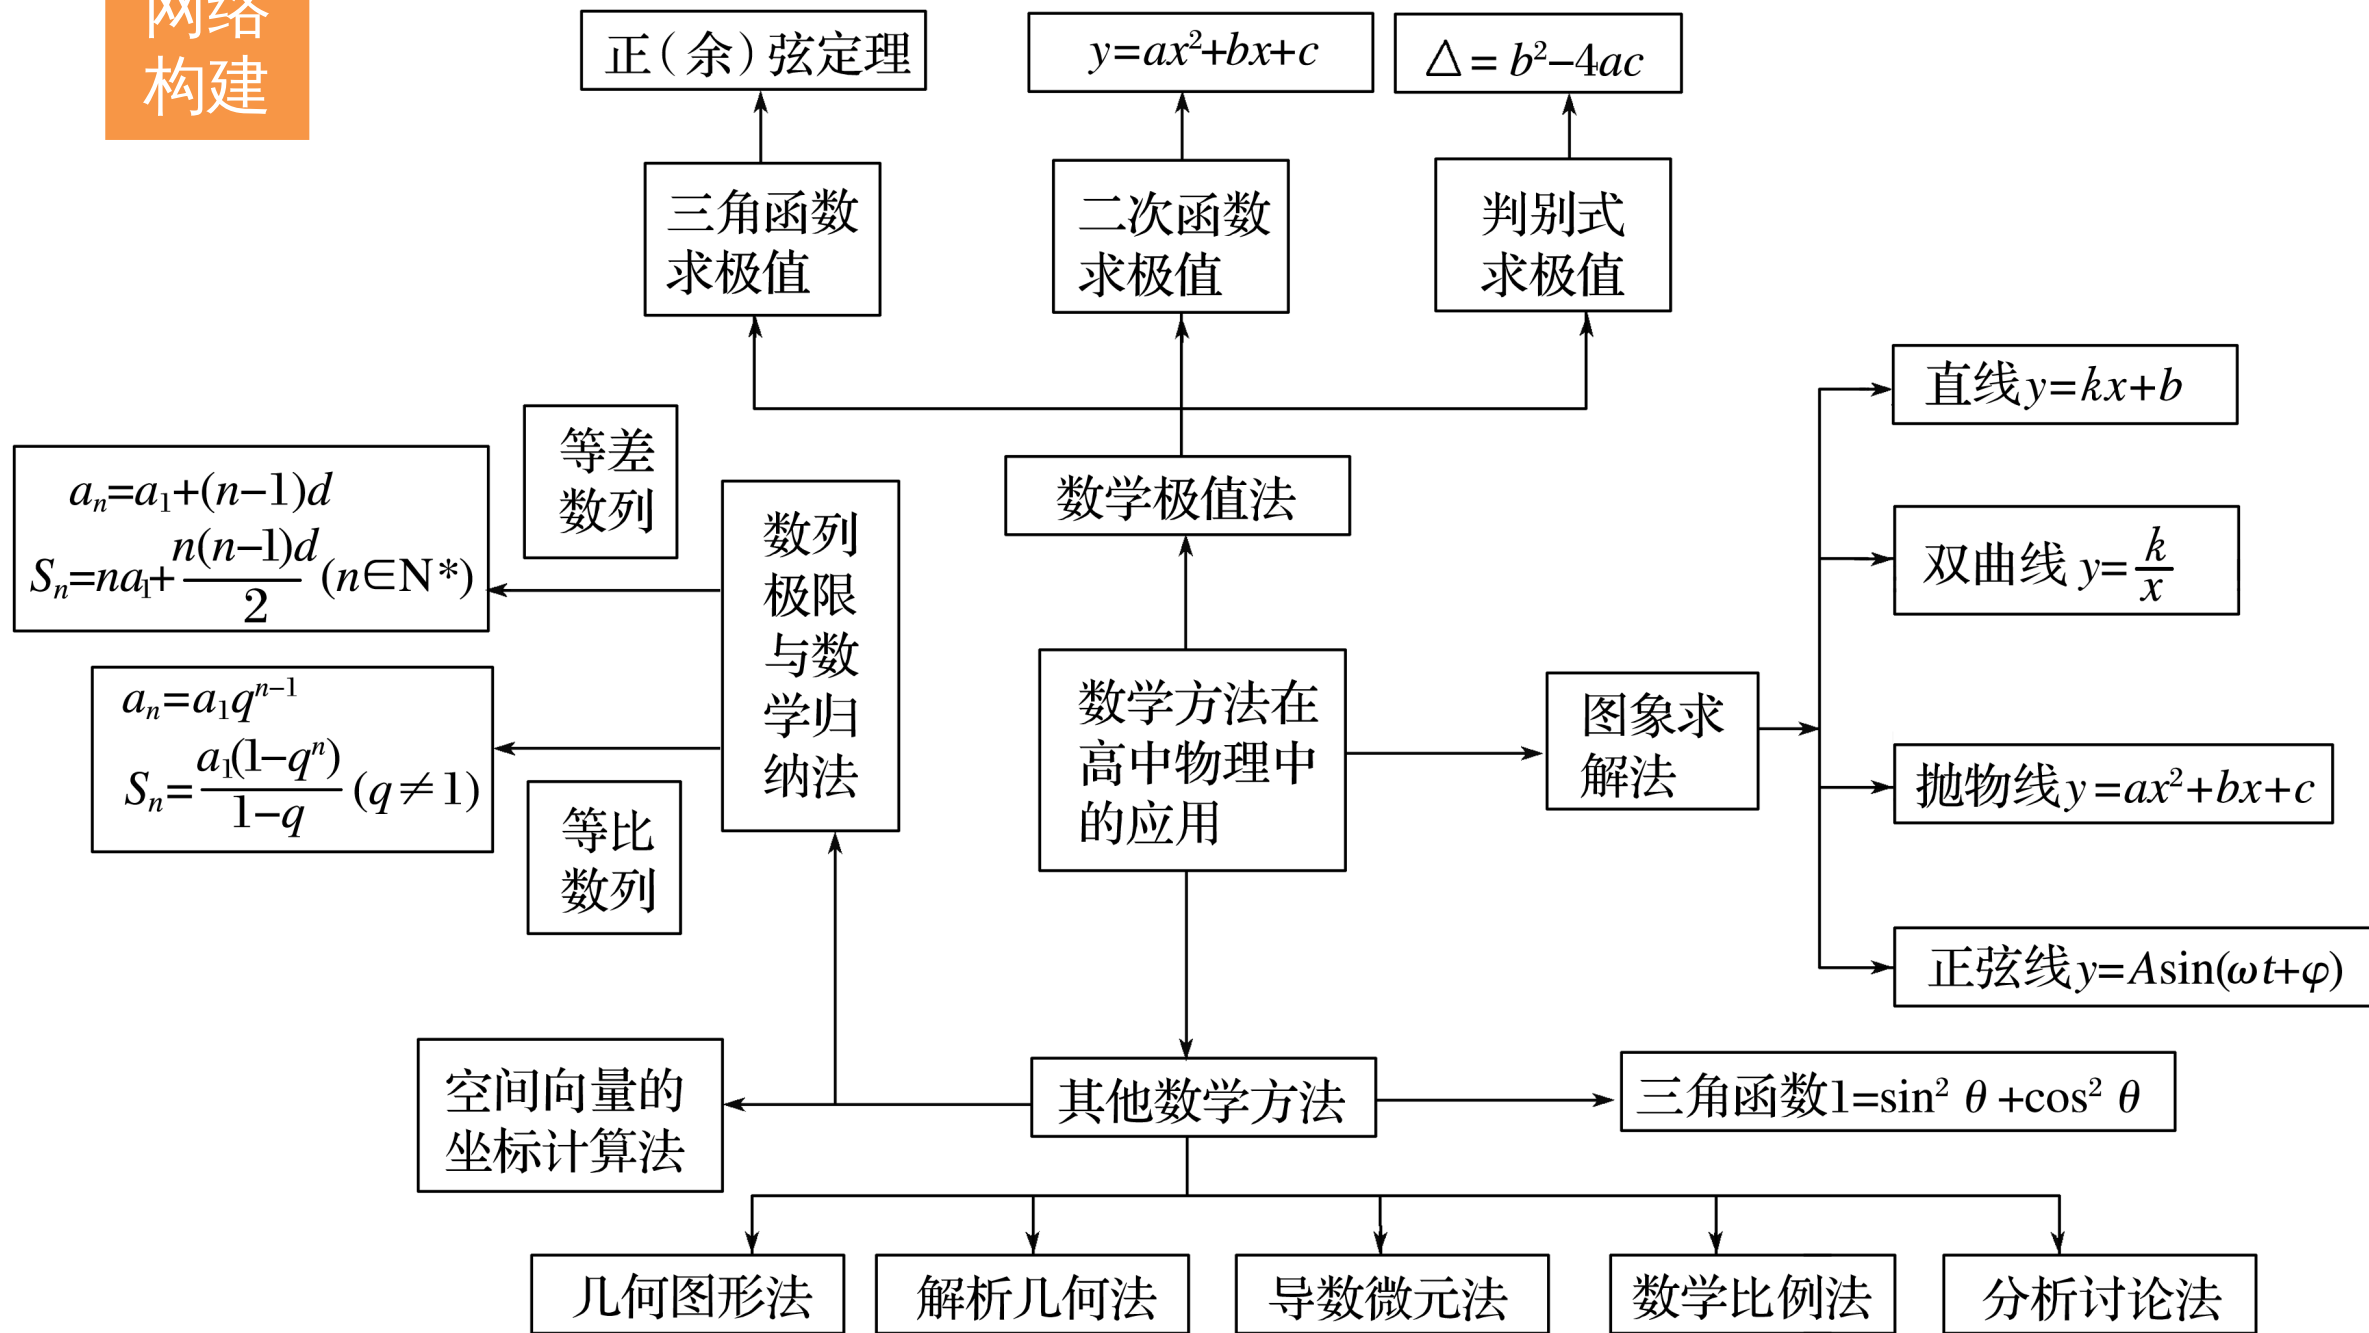 网络
构建
正(余)弦定理
y=ax²+bx+c
△=b²-4ac
三角函数
求极值
二次函数
求极值
判别式
求极值
数学极值法
等差
数列
aₙ=a₁+(n-1)d
Sₙ=na₁+n(n-1)d/2(n∈N*)
aₙ=a₁qⁿ⁻¹
Sₙ=a₁(1-qⁿ)/1-q(q≠1)
等比
数列
数列
极限
与数
学归
纳法
数学方法在
高中物理中
的应用
图象求
解法
直线y=kx+b
双曲线y=k/x
抛物线y=ax²+bx+c
正弦线y=Asin(ωt+φ)
空间向量的
坐标计算法
其他数学方法
三角函数1=sin² θ+cos² θ
几何图形法
解析几何法
导数微元法
数学比例法
分析讨论法